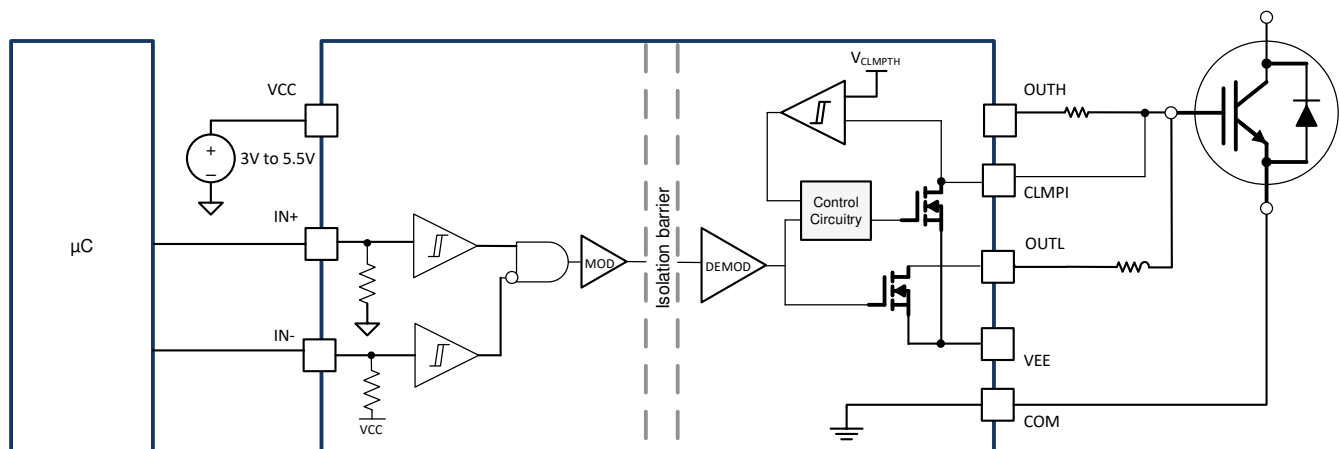 μC
VCC
+
−
3V to 5.5V
IN+
IN-
VCC
MOD
Isolation barrier
DEMOD
VCLMPTH
Control
Circuitry
OUTH
CLMPI
OUTL
VEE
COM